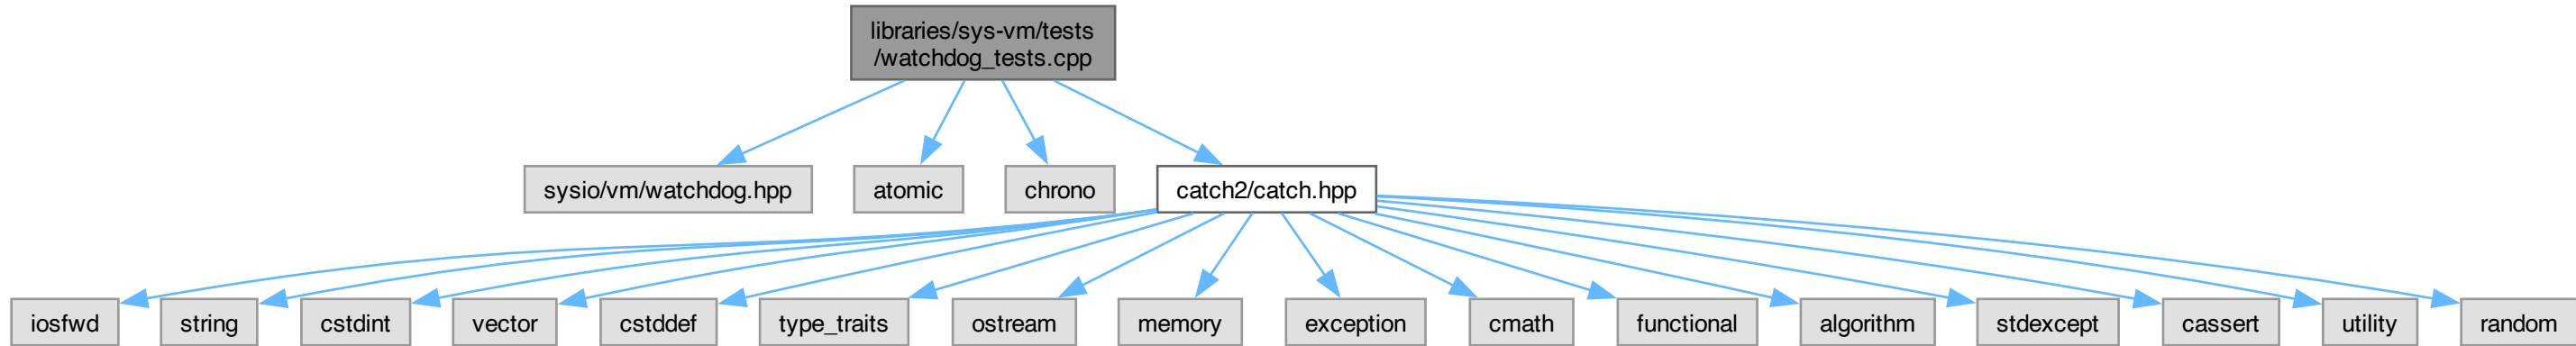 libraries/sys-vm/tests
/watchdog_tests.cpp
sysio/vm/watchdog.hpp
atomic
chrono
catch2/catch.hpp
iosfwd
string
cstdint
vector
cstddef
type_traits
ostream
memory
exception
cmath
functional
algorithm
stdexcept
cassert
utility
random